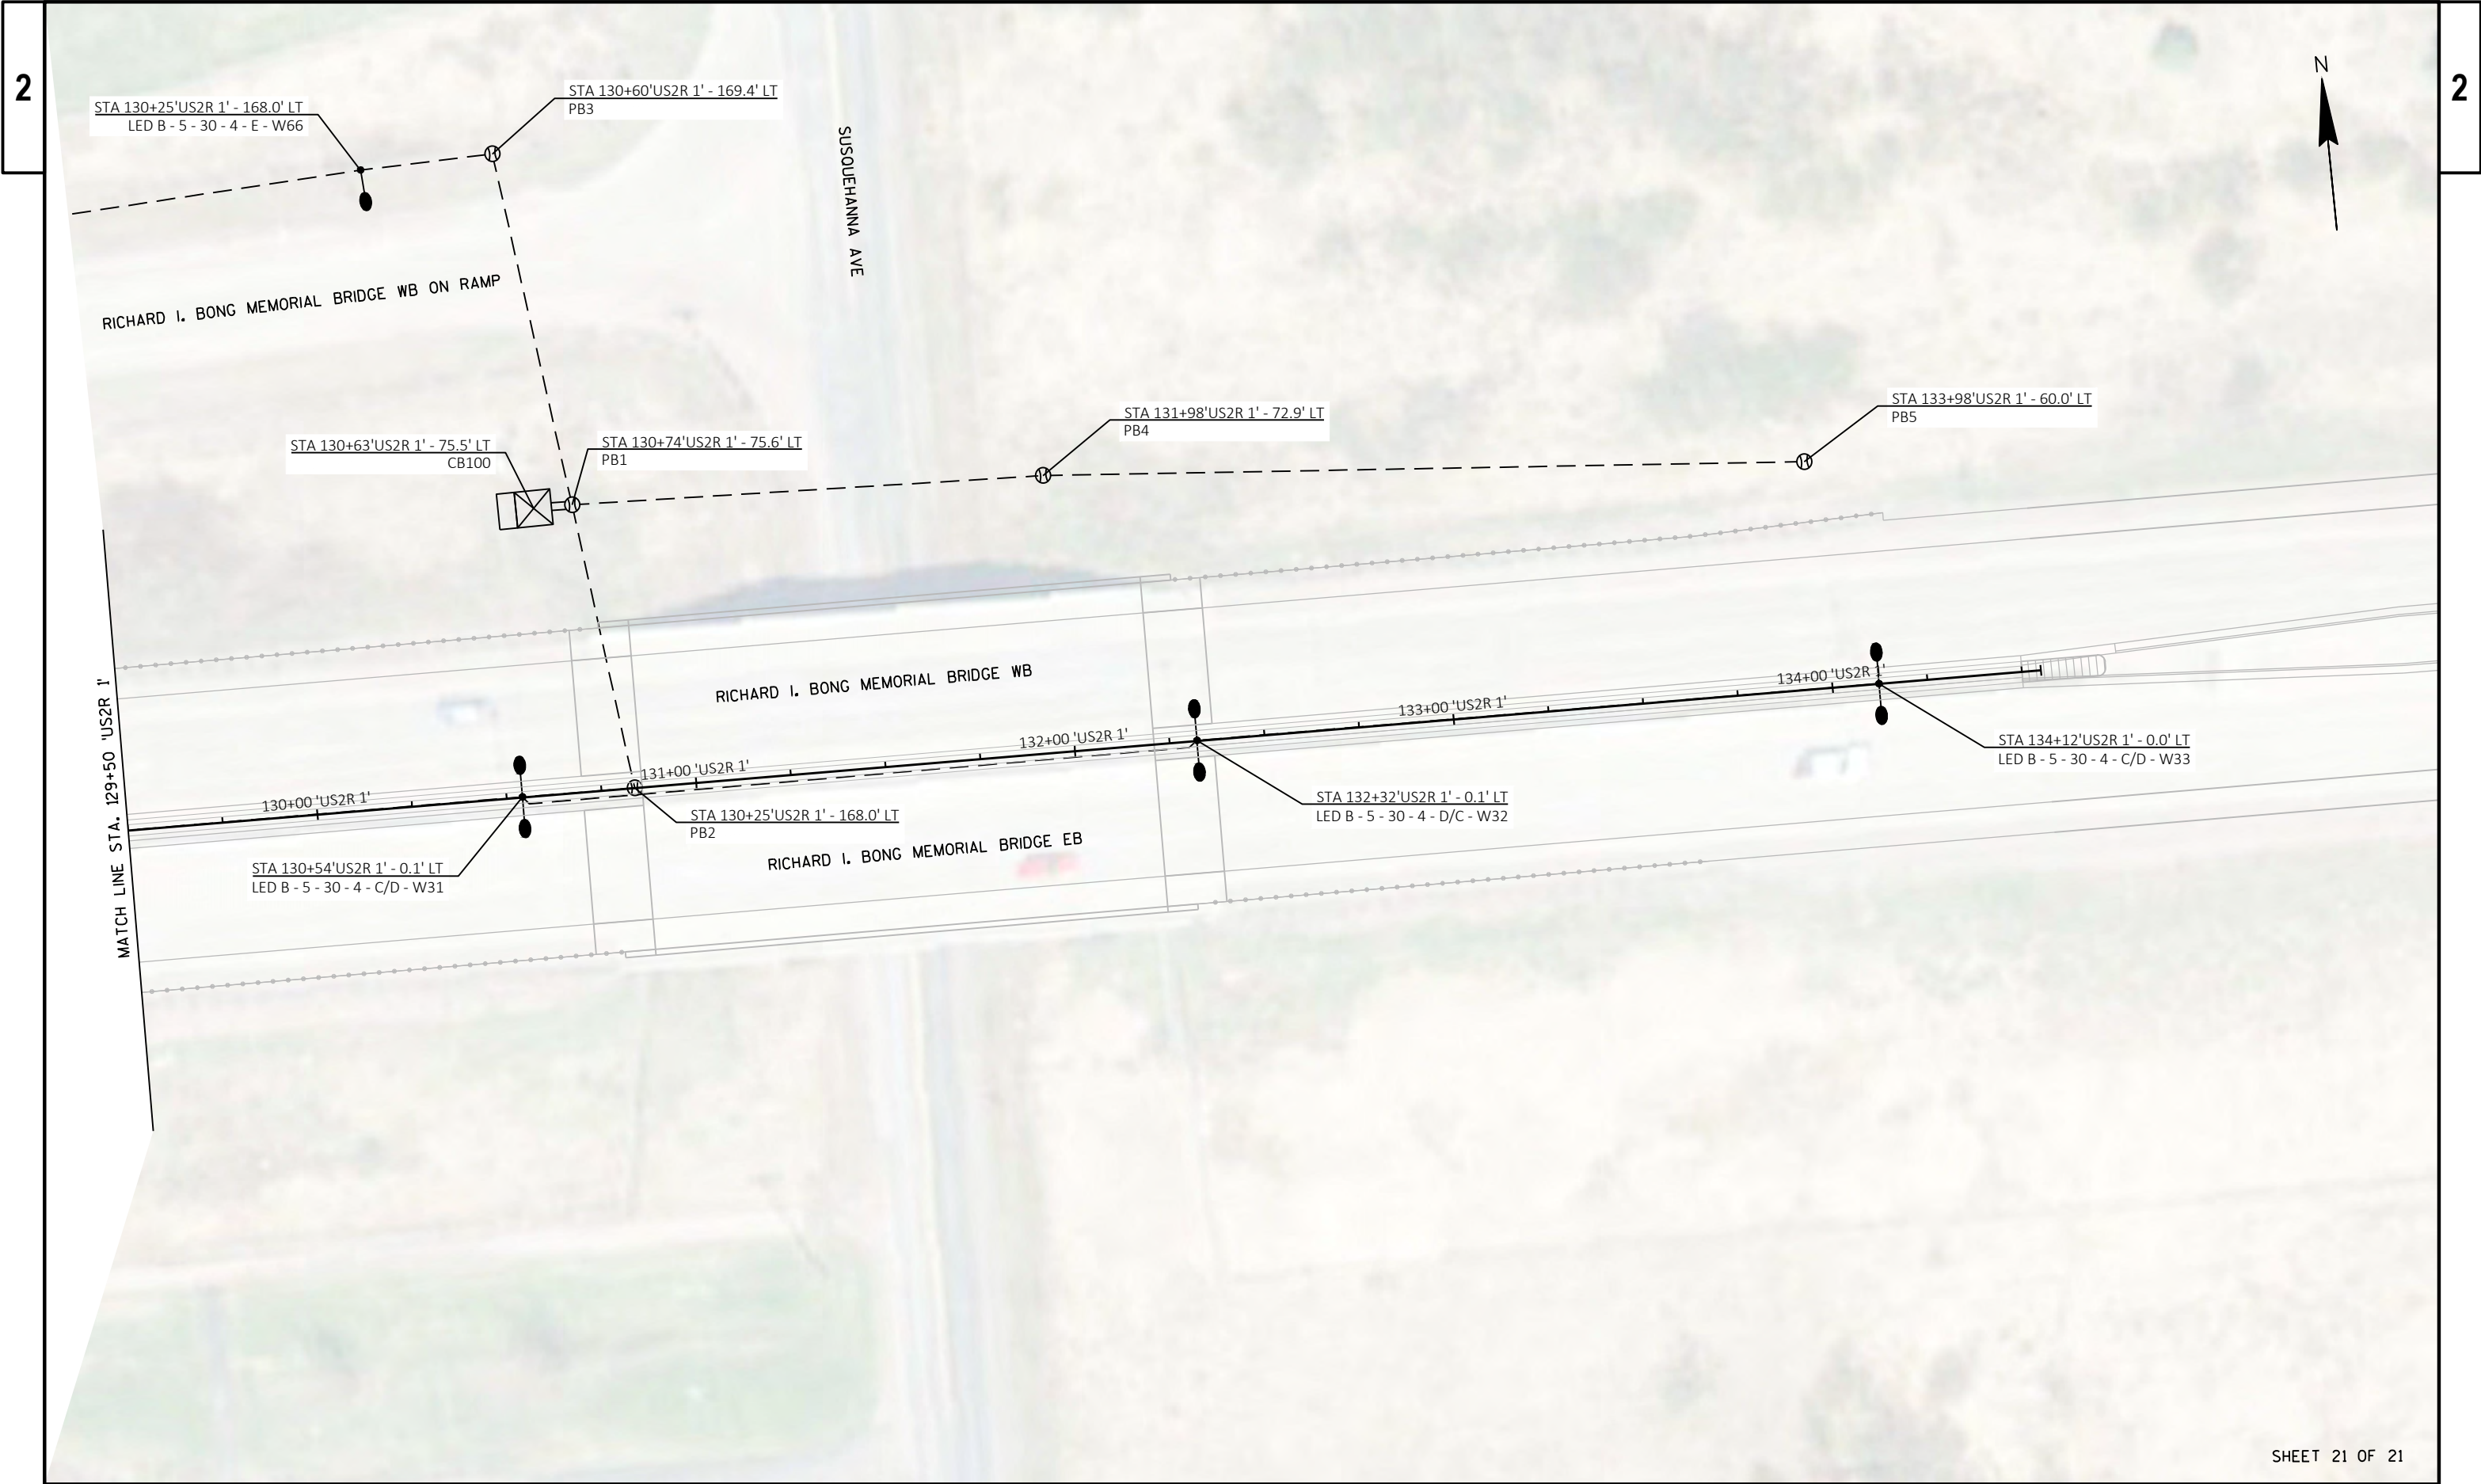 2
2
N
STA 130+25'US2R 1' - 168.0' LT
LED B - 5 - 30 - 4 - E - W66
STA 130+60'US2R 1' - 169.4' LT
PB3
SUSQUEHANNA AVE
RICHARD I. BONG MEMORIAL BRIDGE WB ON RAMP
STA 130+63'US2R 1' - 75.5' LT
CB100
STA 130+74'US2R 1' - 75.6' LT
PB1
STA 131+98'US2R 1' - 72.9' LT
PB4
STA 133+98'US2R 1' - 60.0' LT
PB5
MATCH LINE STA. 129+50 'US2R 1'
RICHARD I. BONG MEMORIAL BRIDGE WB
130+00 'US2R 1'
131+00 'US2R 1'
132+00 'US2R 1'
133+00 'US2R 1'
134+00 'US2R 1'
STA 130+54'US2R 1' - 0.1' LT
LED B - 5 - 30 - 4 - C/D - W31
STA 130+25'US2R 1' - 168.0' LT
PB2
RICHARD I. BONG MEMORIAL BRIDGE EB
STA 132+32'US2R 1' - 0.1' LT
LED B - 5 - 30 - 4 - D/C - W32
STA 134+12'US2R 1' - 0.0' LT
LED B - 5 - 30 - 4 - C/D - W33
SHEET 21 OF 21